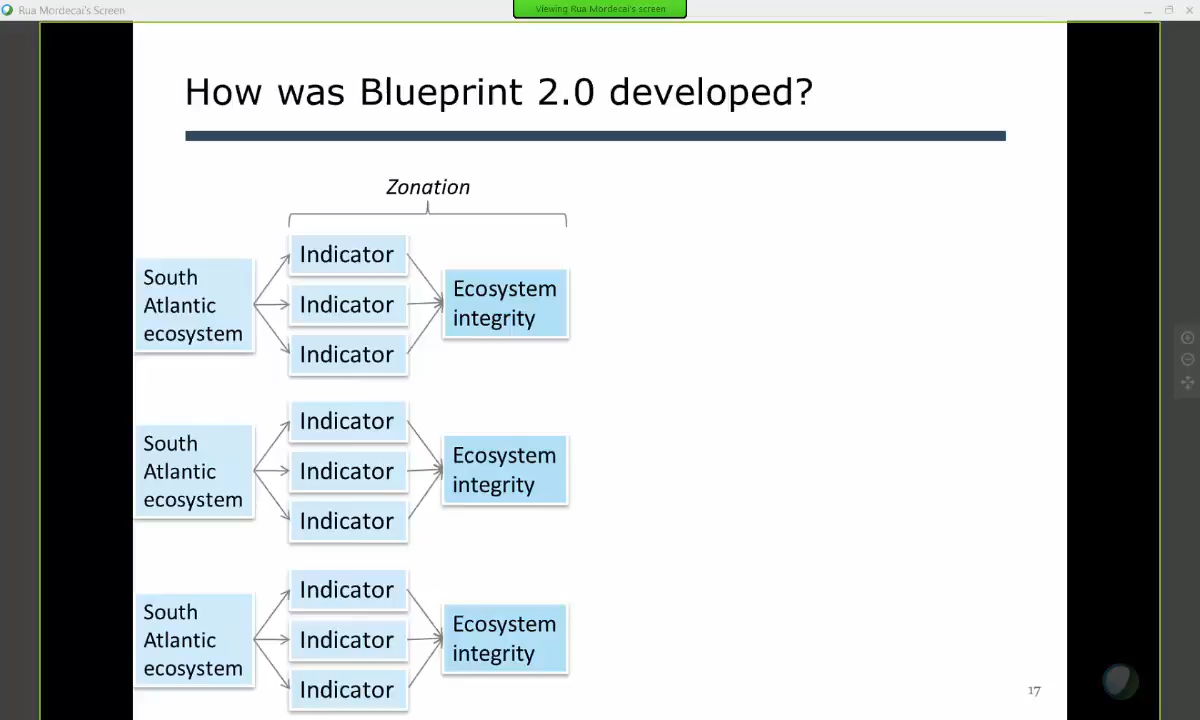 Rua Mordecai's Screen
Viewing Rua Mordecai's screen
How was Blueprint 2.0 developed?
Zonation
South
Atlantic
ecosystem
Indicator
Indicator
Indicator
Ecosystem
integrity
South
Atlantic
ecosystem
Indicator
Indicator
Indicator
Ecosystem
integrity
South
Atlantic
ecosystem
Indicator
Indicator
Indicator
Ecosystem
integrity
17